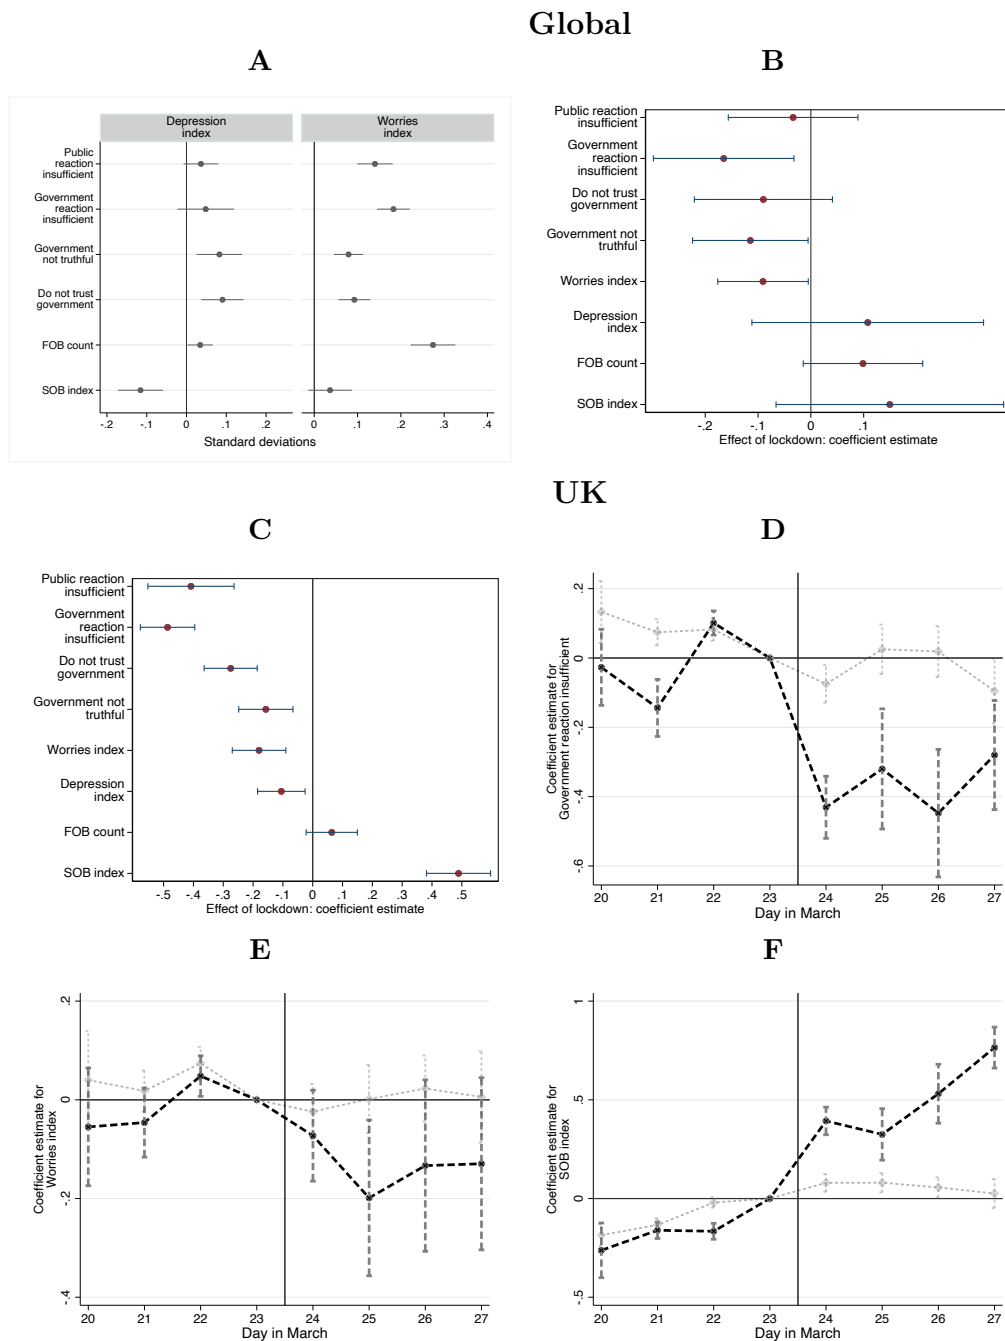 Global
A
Depression
index
Worries
index
Public
reaction
insufficient
Government
reaction
insufficient
Government
not truthful
Do not trust
government
FOB count
SOB index
-.2 -.1 0 .1 .2 0 .1 .2 .3 .4
Standard deviations
B
Public reaction
insufficient
Government
reaction
insufficient
Do not trust
government
Government not
truthful
Worries index
Depression
index
FOB count
SOB index
-.2 -.1 0 .1
Effect of lockdown: coefficient estimate
UK
C
Public reaction
insufficient
Government
reaction
insufficient
Do not trust
government
Government not
truthful
Worries index
Depression
index
FOB count
SOB index
-.5 -.4 -.3 -.2 -.1 0 .1 .2 .3 .4 .5
Effect of lockdown: coefficient estimate
D
Coefficient estimate for
Government reaction insufficient
.2
0
-.2
-.4
-.6
20 21 22 23 24 25 26 27
Day in March
E
Coefficient estimate for
Worries index
.2
0
-.2
-.4
20 21 22 23 24 25 26 27
Day in March
F
Coefficient estimate for
SOB index
1
.5
0
-.5
20 21 22 23 24 25 26 27
Day in March